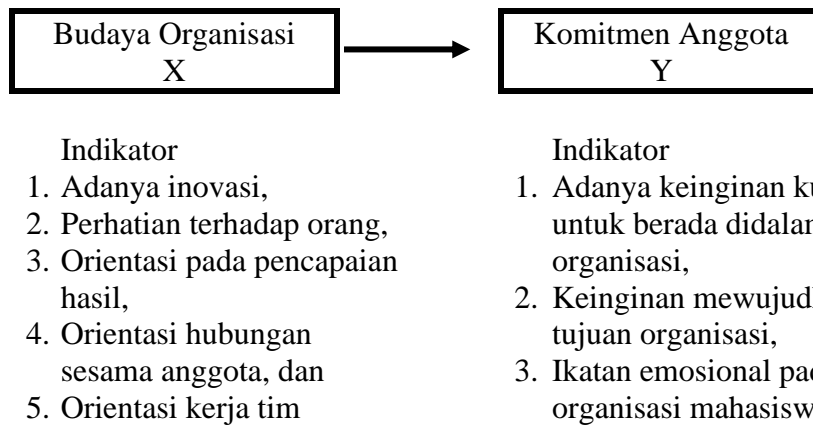 Budaya Organisasi
X
Komitmen Anggota
Y
Indikator
1. Adanya inovasi,
2. Perhatian terhadap orang,
3. Orientasi pada pencapaian
hasil,
4. Orientasi hubungan
sesama anggota, dan
5. Orientasi kerja tim
Indikator
1. Adanya keinginan
untuk berada
organisasi,
2. Keinginan
tujuan organisasi,
3. Ikatan emosional
organisasi